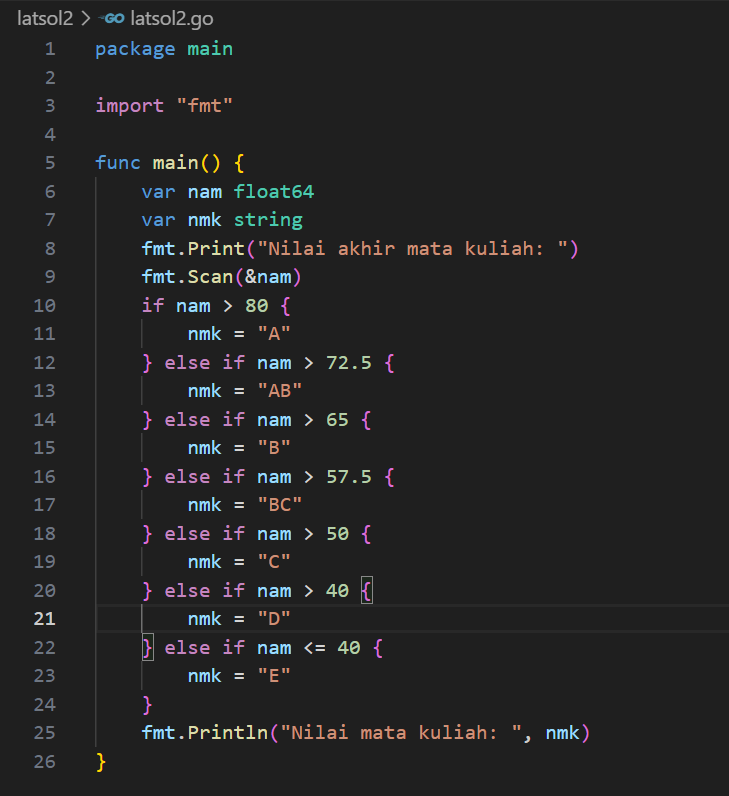 latsol2 > GO latsol2.go
1 package main
2
3 import "fmt"
4
5 func main() {
6     var nam float64
7     var nmk string
8     fmt.Print("Nilai akhir mata kuliah: ")
9     fmt.Scan(&nam)
10     if nam > 80 {
11         nmk = "A"
12     } else if nam > 72.5 {
13         nmk = "AB"
14     } else if nam > 65 {
15         nmk = "B"
16     } else if nam > 57.5 {
17         nmk = "BC"
18     } else if nam > 50 {
19         nmk = "C"
20     } else if nam > 40 {
21         nmk = "D"
22     } else if nam <= 40 {
23         nmk = "E"
24     }
25     fmt.Println("Nilai mata kuliah: ", nmk)
26 }